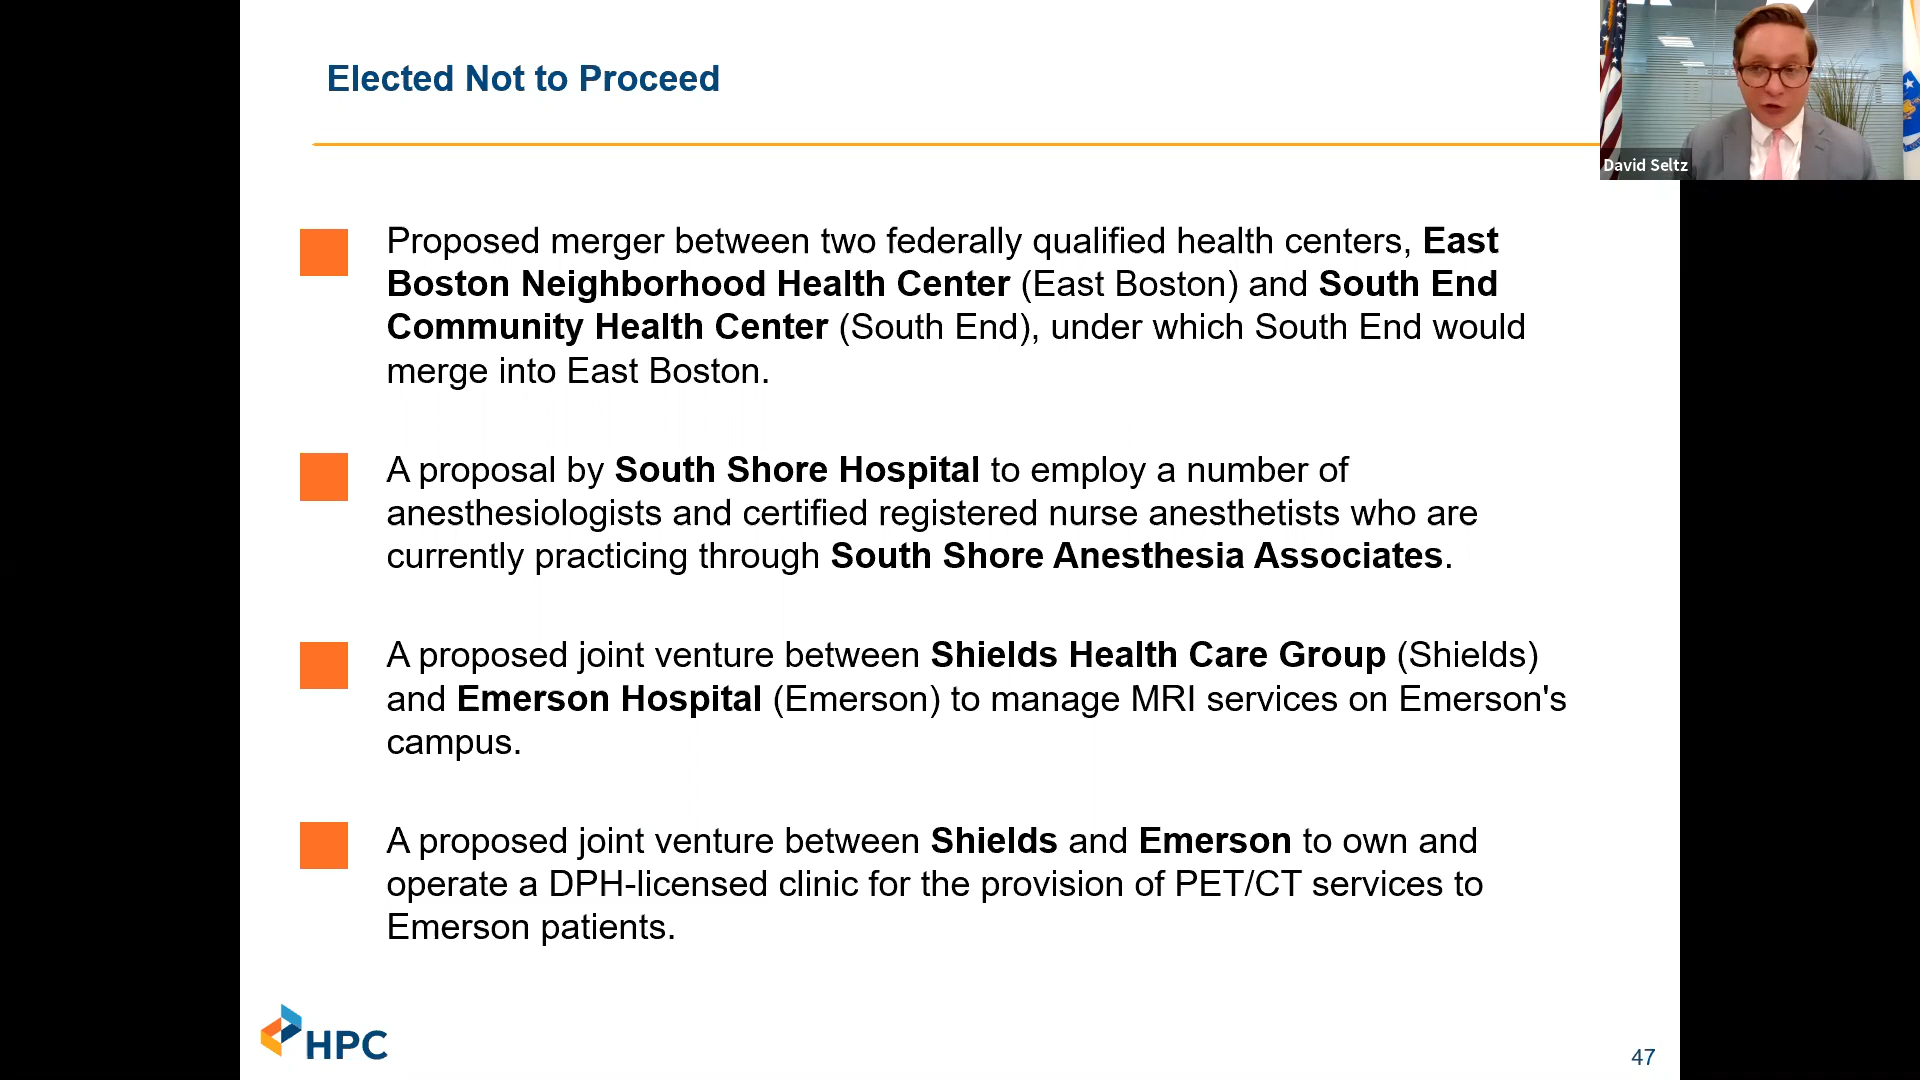 Elected Not to Proceed
David Seltz
Proposed merger between two federally qualified health centers, East
Boston Neighborhood Health Center (East Boston) and South End
Community Health Center (South End), under which South End would
merge into East Boston.
A proposal by South Shore Hospital to employ a number of
anesthesiologists and certified registered nurse anesthetists who are
currently practicing through South Shore Anesthesia Associates.
A proposed joint venture between Shields Health Care Group (Shields)
and Emerson Hospital (Emerson) to manage MRI services on Emerson's
campus.
A proposed joint venture between Shields and Emerson to own and
operate a DPH-licensed clinic for the provision of PET/CT services to
Emerson patients.
HPC
47